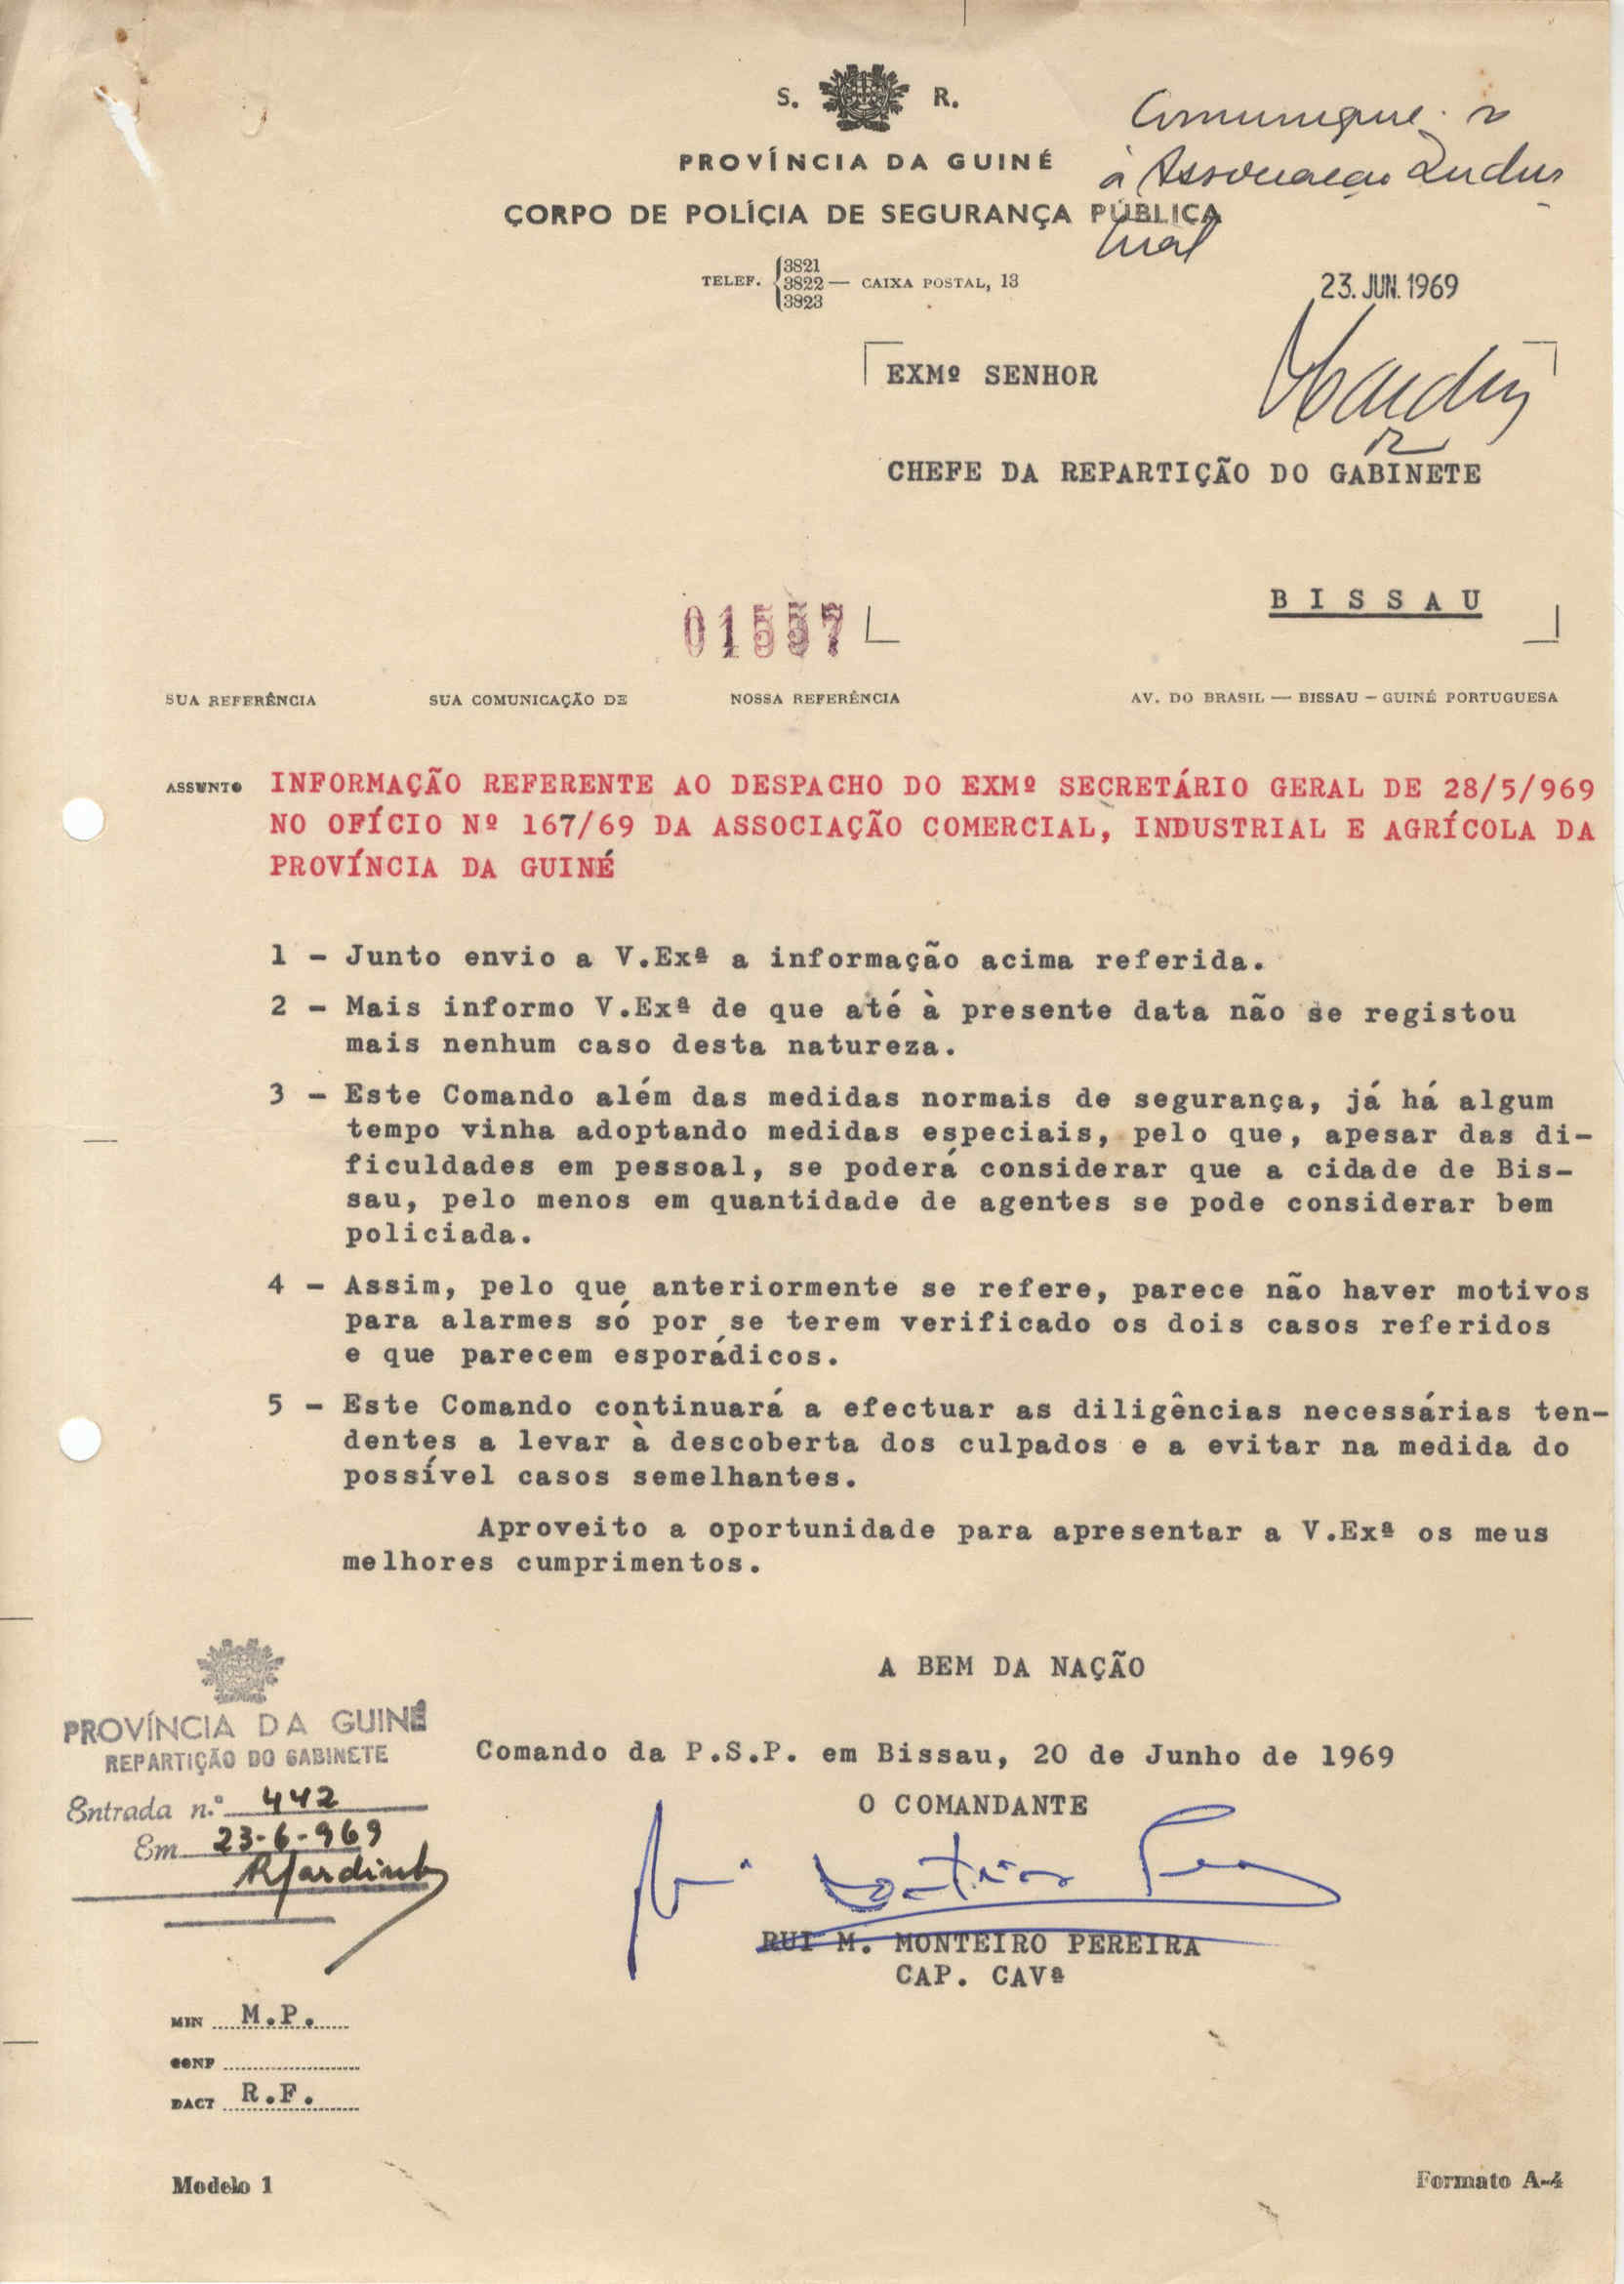 S. R.
PROVÍNCIA DA GUINÉ
CORPO DE POLÍCIA DE SEGURANÇA PÚBLICA
TELEF. 3821
3822 — CAIXA POSTAL, 13
3823
Comunique-se
à Associação Indus
trial
23. JUN. 1969
EXMº SENHOR
CHEFE DA REPARTIÇÃO DO GABINETE
BISSAU
01557
SUA REFERÊNCIA SUA COMUNICAÇÃO DE NOSSA REFERÊNCIA AV. DO BRASIL — BISSAU — GUINÉ PORTUGUESA
ASSUNTO INFORMAÇÃO REFERENTE AO DESPACHO DO EXMº SECRETÁRIO GERAL DE 28/5/969
NO OFÍCIO Nº 167/69 DA ASSOCIAÇÃO COMERCIAL, INDUSTRIAL E AGRÍCOLA DA
PROVÍNCIA DA GUINÉ
1 - Junto envio a V.Exª a informação acima referida.
2 - Mais informo V.Exª de que até à presente data não se registou
mais nenhum caso desta natureza.
3 - Este Comando além das medidas normais de segurança, já há algum
tempo vinha adoptando medidas especiais, pelo que, apesar das di-
ficuldades em pessoal, se poderá considerar que a cidade de Bis-
sau, pelo menos em quantidade de agentes se pode considerar bem
policiada.
4 - Assim, pelo que anteriormente se refere, parece não haver motivos
para alarmes só por se terem verificado os dois casos referidos
e que parecem esporádicos.
5 - Este Comando continuará a efectuar as diligências necessárias ten-
dentes a levar à descoberta dos culpados e a evitar na medida do
possível casos semelhantes.
Aproveito a oportunidade para apresentar a V.Exª os meus
melhores cumprimentos.
A BEM DA NAÇÃO
Comando da P.S.P. em Bissau, 20 de Junho de 1969
O COMANDANTE
RUI M. MONTEIRO PEREIRA
CAP. CAVª
PROVÍNCIA DA GUINÉ
REPARTIÇÃO DO GABINETE
Entrada n.º 442
Em 23-6-969
MIN M.P.
CONF
DACT R.F.
Modelo 1 Formato A-4